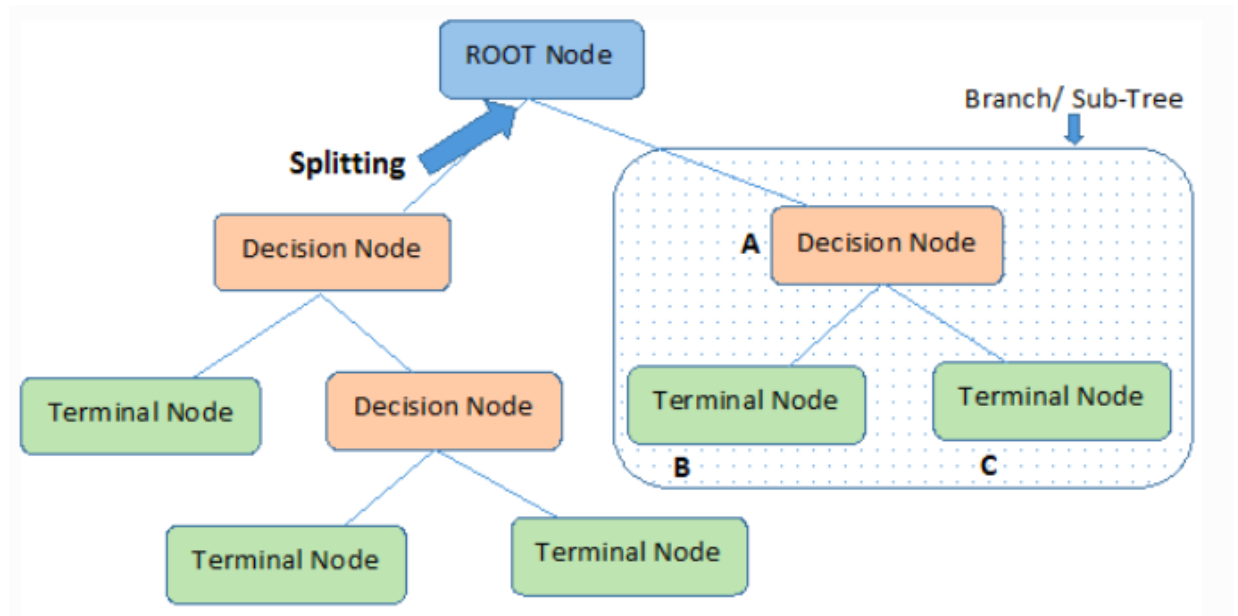 ROOT Node
Branch/ Sub-Tree
Splitting
Decision Node
A
Decision Node
Terminal Node
Decision Node
Terminal Node
Terminal Node
B
C
Terminal Node
Terminal Node